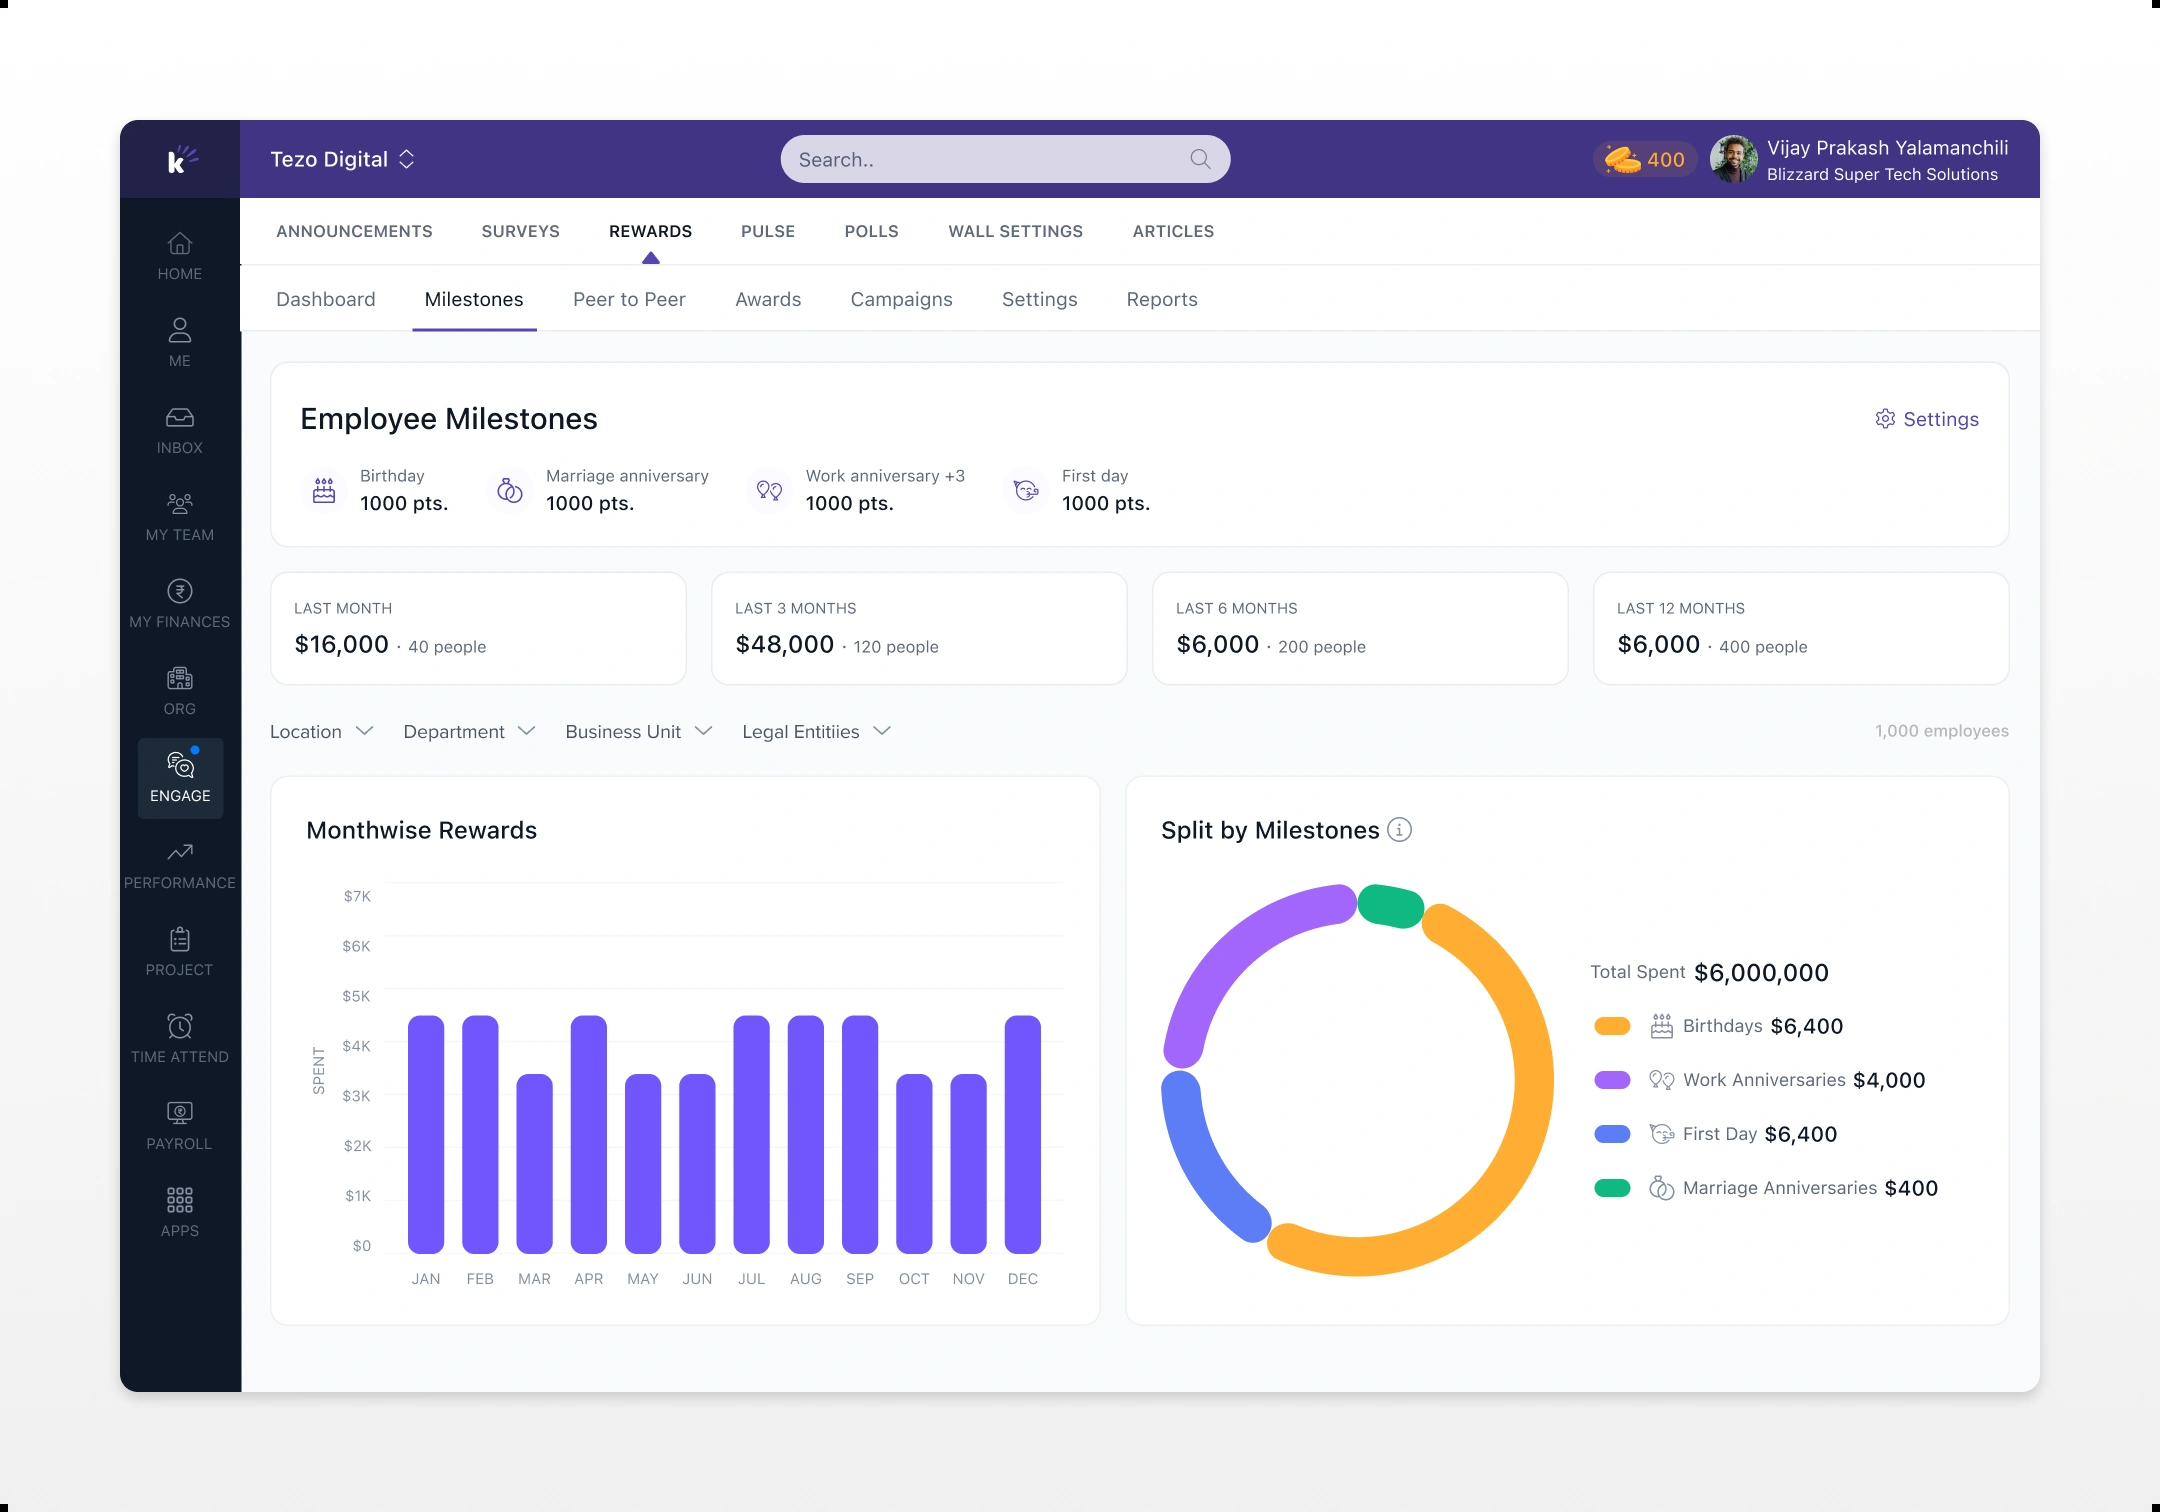 k
Tezo Digital
Search..
400
Vijay Prakash Yalamanchili
Blizzard Super Tech Solutions
HOME
ME
INBOX
MY TEAM
MY FINANCES
ORG
ENGAGE
PERFORMANCE
PROJECT
TIME ATTEND
PAYROLL
APPS
ANNOUNCEMENTS SURVEYS REWARDS PULSE POLLS WALL SETTINGS ARTICLES
Dashboard Milestones Peer to Peer Awards Campaigns Settings Reports
Employee Milestones
Settings
Birthday
1000 pts.
Marriage anniversary
1000 pts.
Work anniversary +3
1000 pts.
First day
1000 pts.
LAST MONTH
$16,000 · 40 people
LAST 3 MONTHS
$48,000 · 120 people
LAST 6 MONTHS
$6,000 · 200 people
LAST 12 MONTHS
$6,000 · 400 people
Location Department Business Unit Legal Entitiies
1,000 employees
Monthwise Rewards
SPENT
$7K
$6K
$5K
$4K
$3K
$2K
$1K
$0
JAN FEB MAR APR MAY JUN JUL AUG SEP OCT NOV DEC
Split by Milestones
Total Spent $6,000,000
Birthdays $6,400
Work Anniversaries $4,000
First Day $6,400
Marriage Anniversaries $400